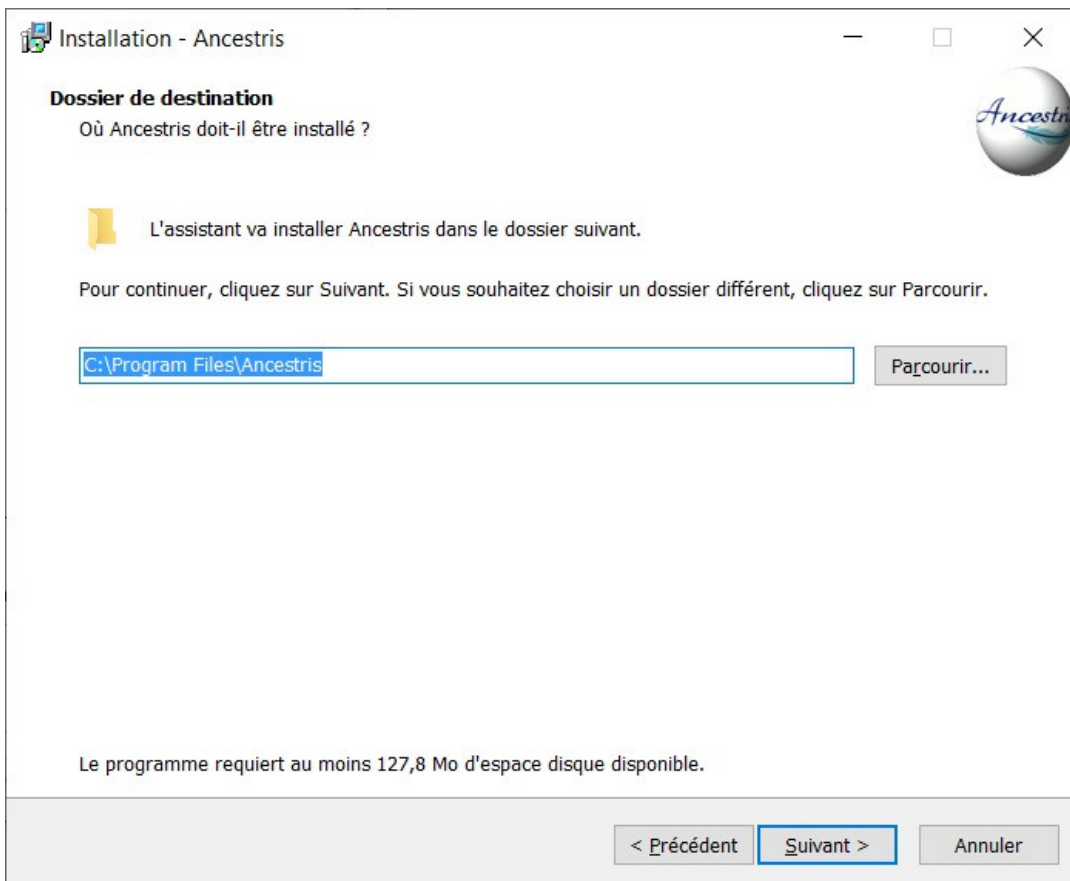 Installation - Ancestris
Dossier de destination
Où Ancestris doit-il être installé ?
Ancestri
L'assistant va installer Ancestris dans le dossier suivant.
Pour continuer, cliquez sur Suivant. Si vous souhaitez choisir un dossier différent, cliquez sur Parcourir.
C:\Program Files\Ancestris
Parcourir...
Le programme requiert au moins 127,8 Mo d'espace disque disponible.
< Précédent
Suivant >
Annuler